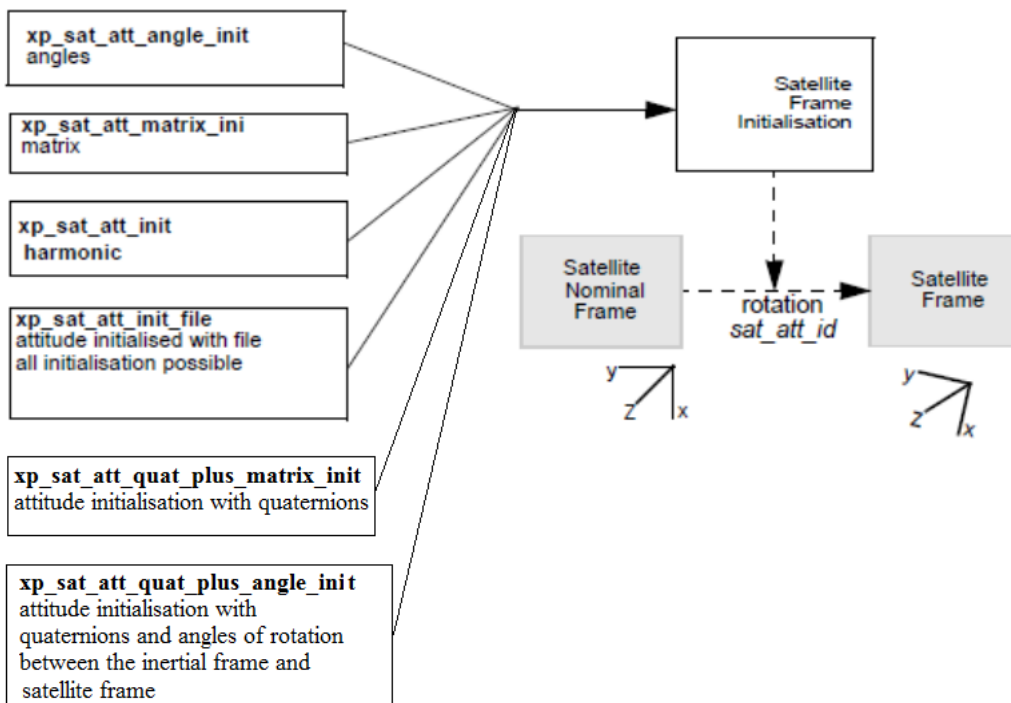 xp_sat_att_angle_init
angles
xp_sat_att_matrix_ini
matrix
xp_sat_att_init
harmonic
xp_sat_att_init_file
attitude initialised with file
all initialisation possible
xp_sat_att_quat_plus_matrix_init
attitude initialisation with quaternions
xp_sat_att_quat_plus_angle_init
attitude initialisation with
quaternions and angles of rotation
between the inertial frame and
satellite frame
Satellite
Frame
Initialisation
Satellite
Nominal
Frame
rotation
sat_att_id
Satellite
Frame
y
Z
x
y
z
x